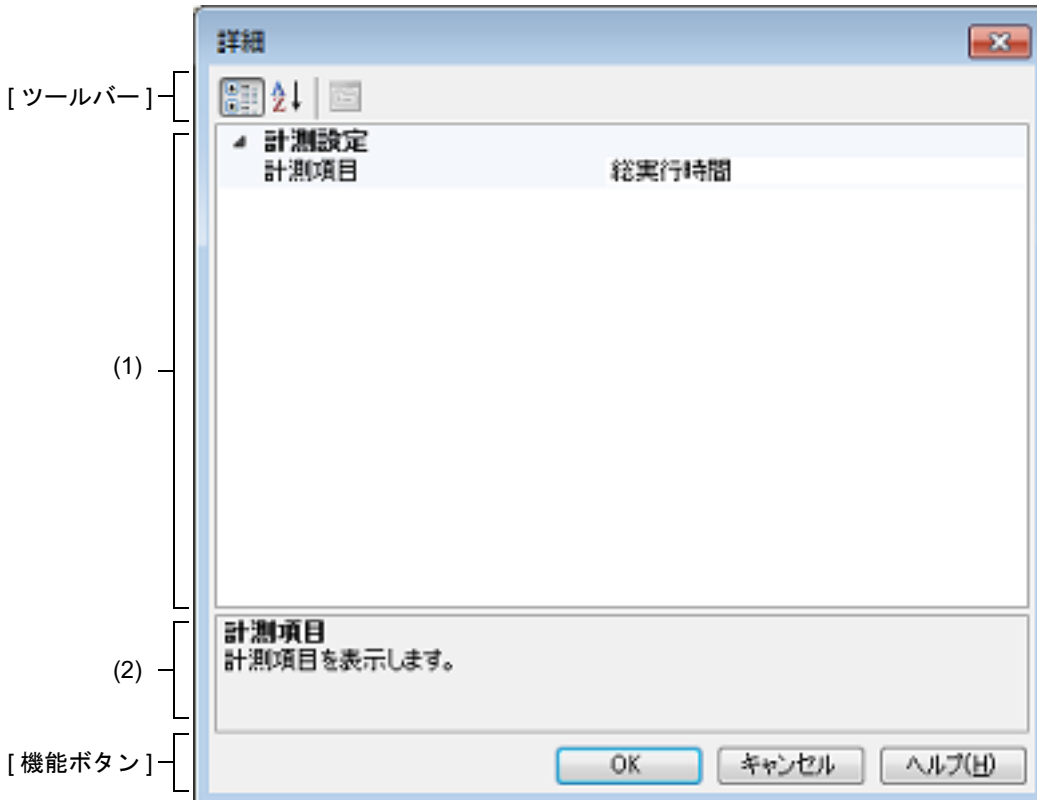 詳細
[ ツールバー ]
計測設定
計測項目 総実行時間
(1)
計測項目
計測項目を表示します。
(2)
[ 機能ボタン ]
OK キャンセル ヘルプ(H)